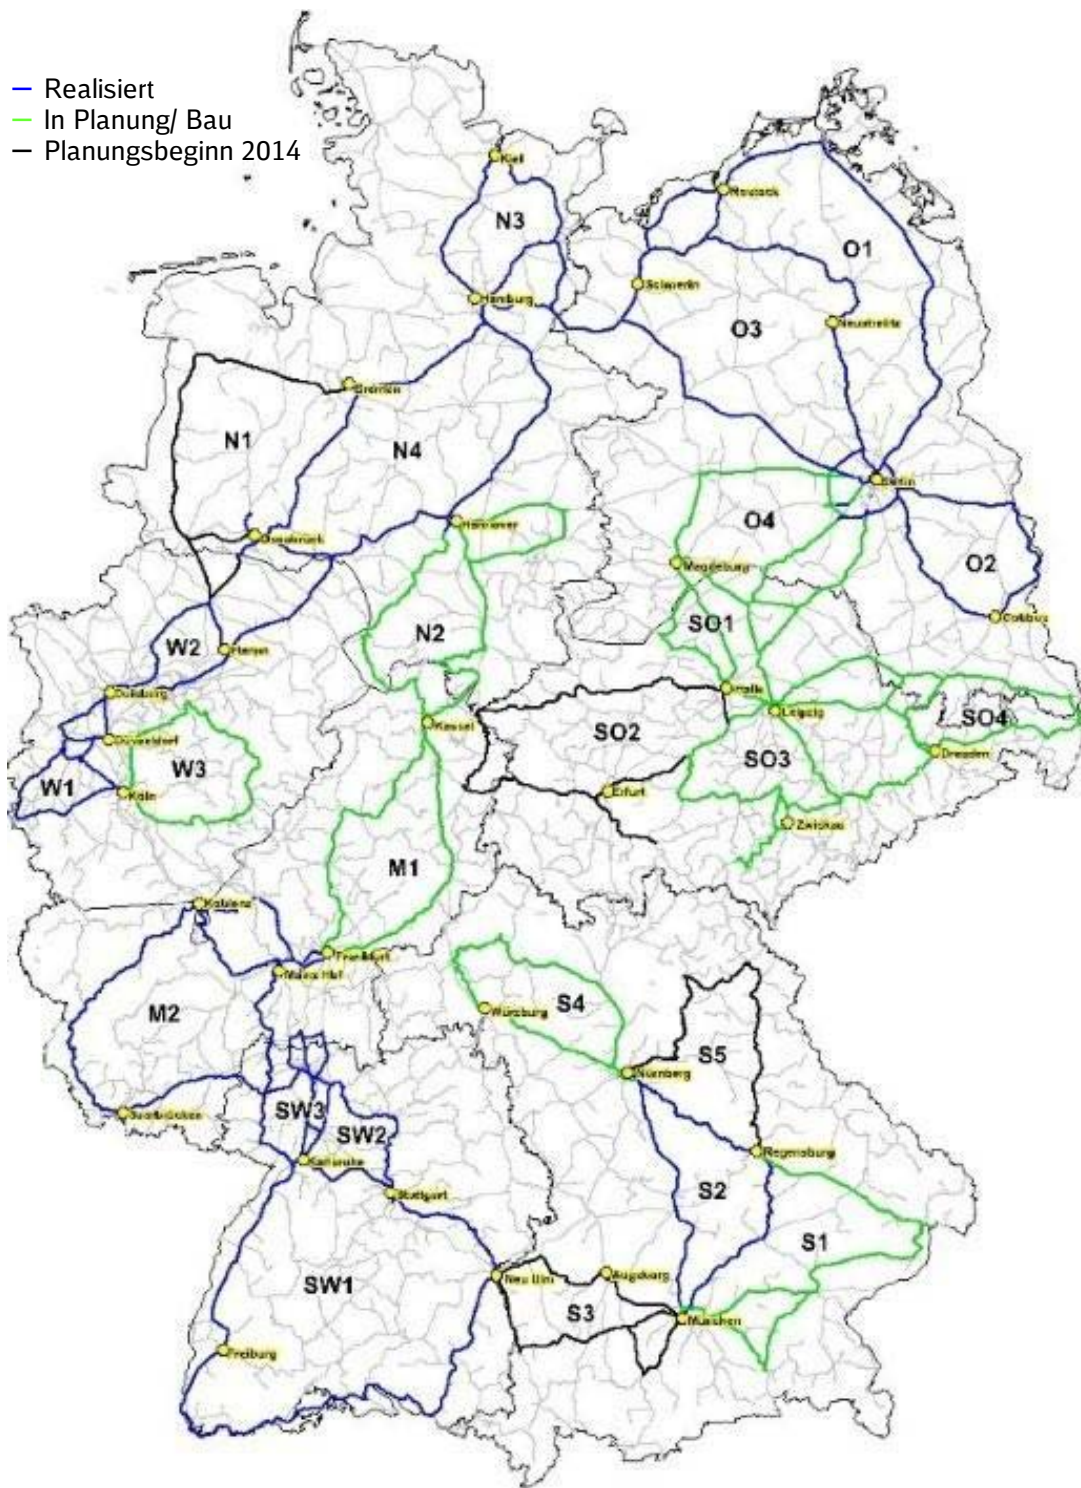 Realisiert
In Planung/ Bau
Planungsbeginn 2014
Kiel
N3
Rostock
O1
Schwerin
Hamburg
Neustrelitz
O3
Bremen
N1
N4
Berlin
Hannover
O4
Osnabrück
Magdeburg
O2
Cottbus
SO1
N2
W2
Hamm
Duisburg
Halle
Leipzig
SO4
Kassel
SO2
Düsseldorf
Dresden
W3
SO3
W1
Köln
Erfurt
Zwickau
M1
Koblenz
Frankfurt
Mainz Hbf
M2
S4
Würzburg
S5
Nürnberg
SW3
Saarbrücken
SW2
Karlsruhe
Regensburg
Stuttgart
S2
S1
Neu Ulm
Augsburg
SW1
S3
München
Freiburg